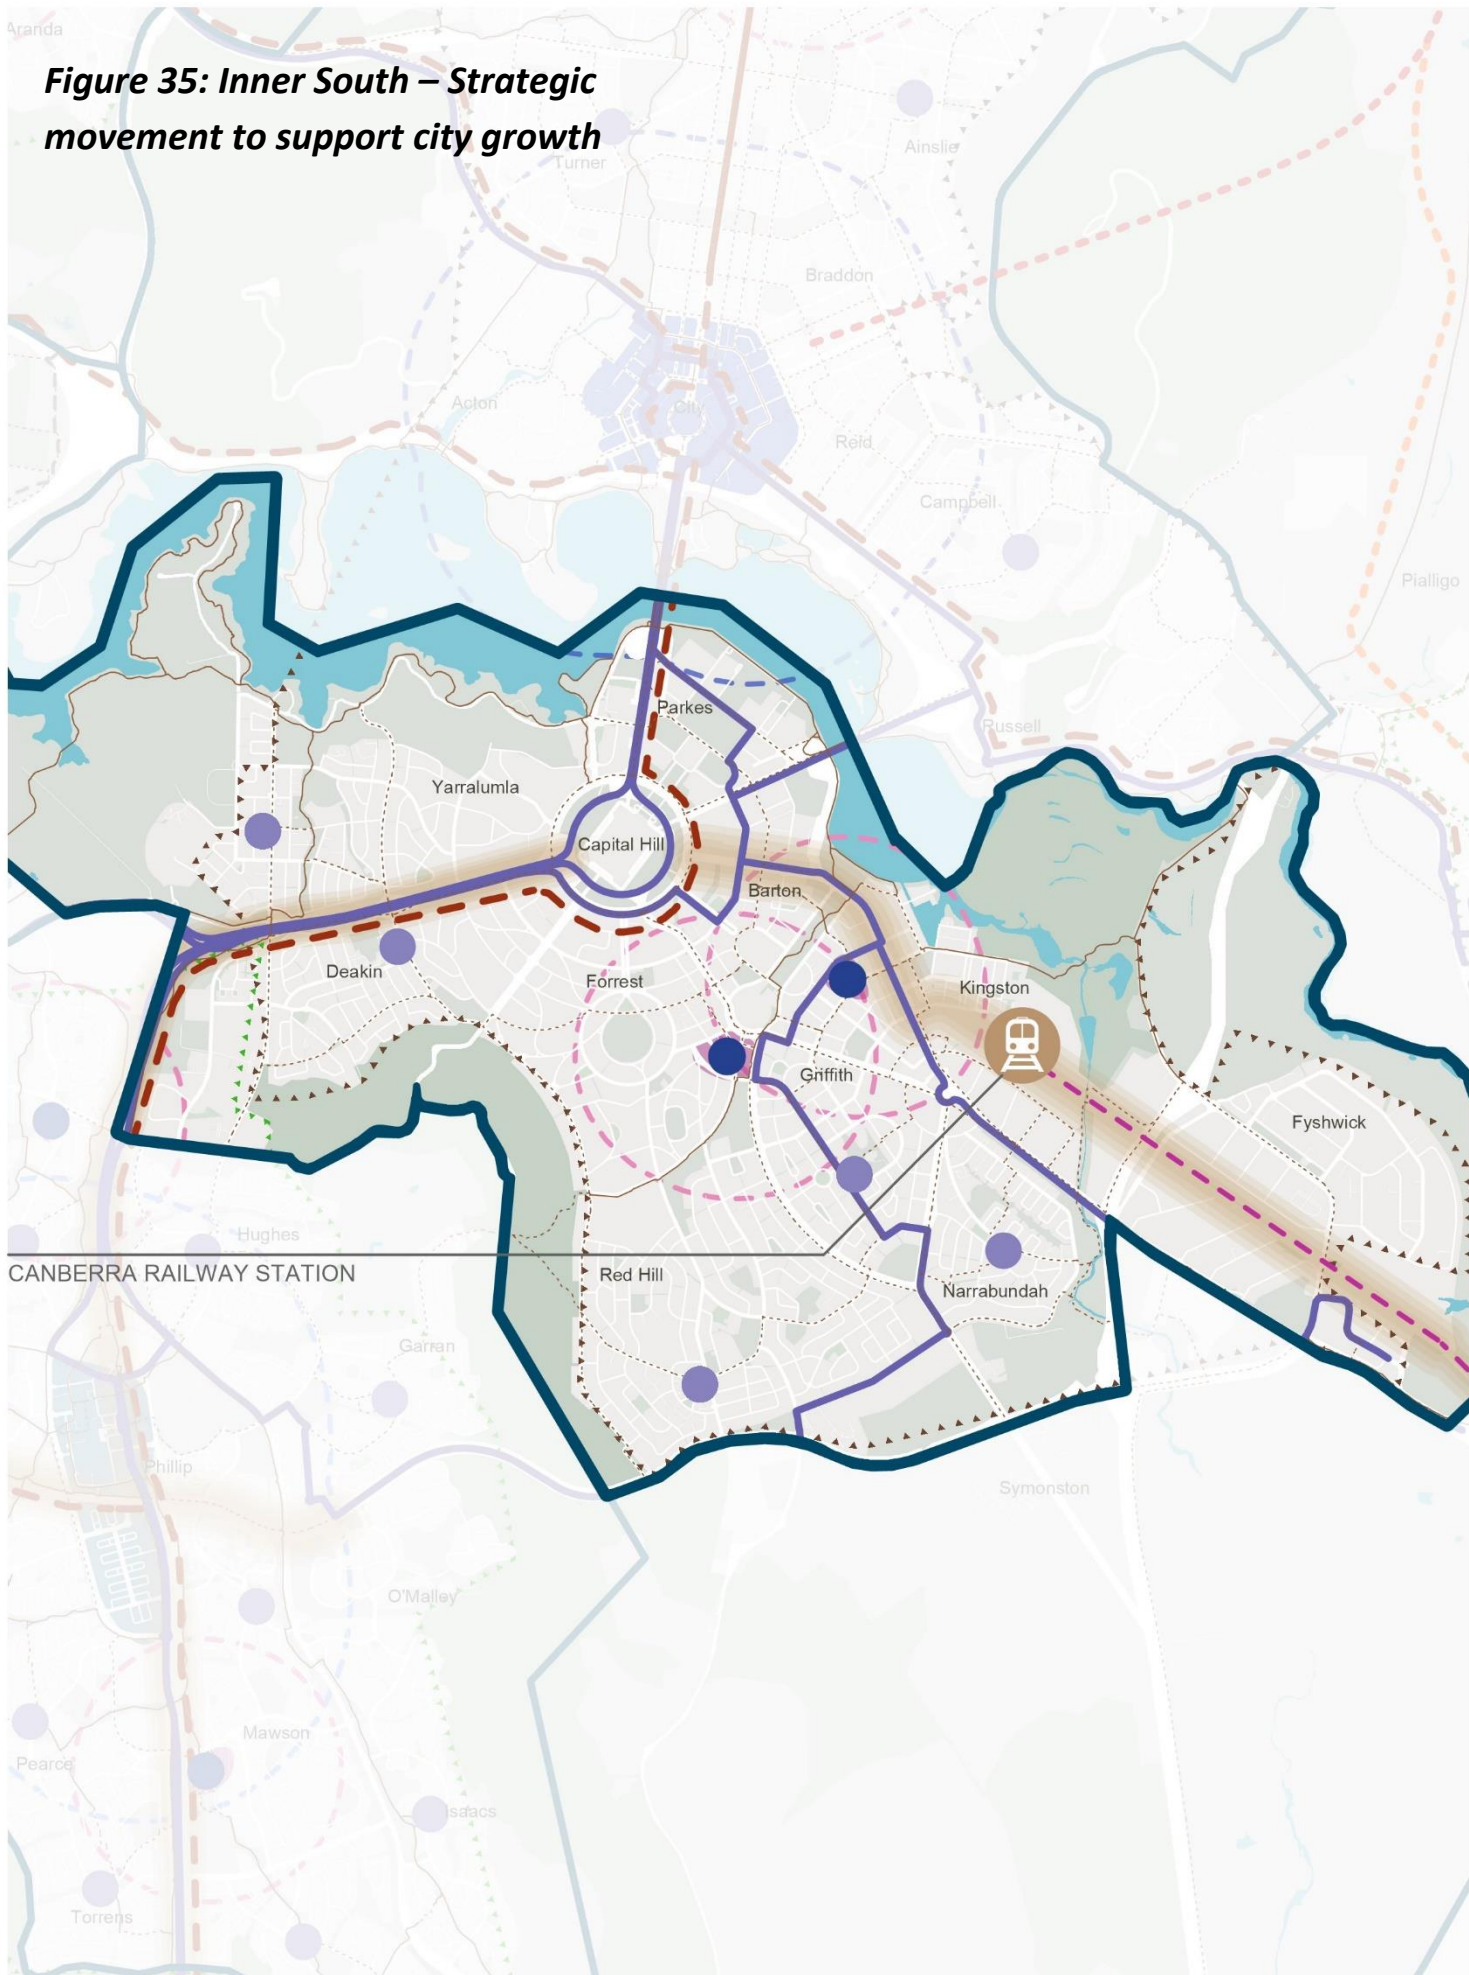 Aranda
Figure 35: Inner South – Strategic
movement to support city growth
Turner
Ainslie
Braddon
Acton
City
Reid
Campbell
Pialligo
Parkes
Russell
Yarralumla
Capital Hill
Barton
Deakin
Forrest
Kingston
Griffith
Fyshwick
Hughes
CANBERRA RAILWAY STATION
Red Hill
Narrabundah
Garran
Phillip
Symonston
O'Malley
Mawson
Pearce
Isaacs
Torrens